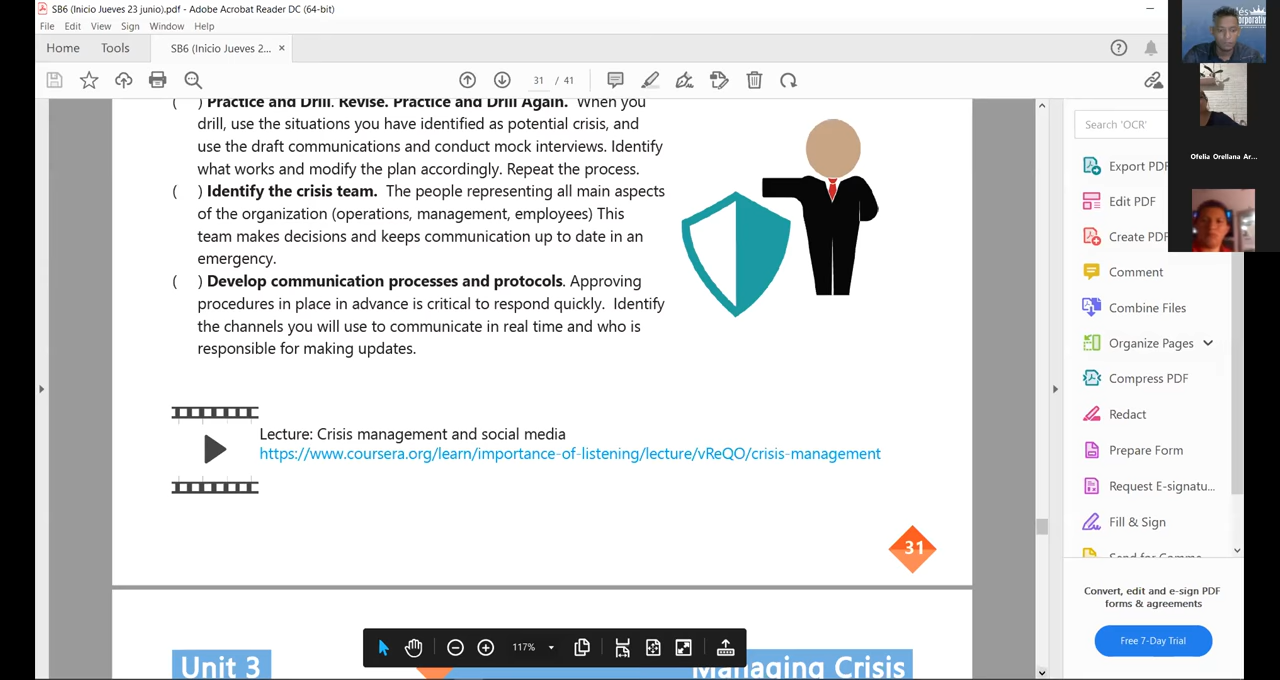 SB6 (Inicio Jueves 23 junio).pdf - Adobe Acrobat Reader DC (64-bit)
File Edit View Sign Window Help
Home Tools SB6 (Inicio Jueves 2... ×
31 / 41
( ) Practice and Drill. Revise. Practice and Drill Again. When you
drill, use the situations you have identified as potential crisis, and
use the draft communications and conduct mock interviews. Identify
what works and modify the plan accordingly. Repeat the process.
( ) Identify the crisis team. The people representing all main aspects
of the organization (operations, management, employees) This
team makes decisions and keeps communication up to date in an
emergency.
( ) Develop communication processes and protocols. Approving
procedures in place in advance is critical to respond quickly. Identify
the channels you will use to communicate in real time and who is
responsible for making updates.
Lecture: Crisis management and social media
https://www.coursera.org/learn/importance-of-listening/lecture/vReQO/crisis-management
31
Unit 3 Managing Crisis
117%
Search 'OCR'
Export PDF
Edit PDF
Create PDF
Comment
Combine Files
Organize Pages
Compress PDF
Redact
Prepare Form
Request E-signatu...
Fill & Sign
Send for Comme
Convert, edit and e-sign PDF
forms & agreements
Free 7-Day Trial
Ofelia Orellana Ar...